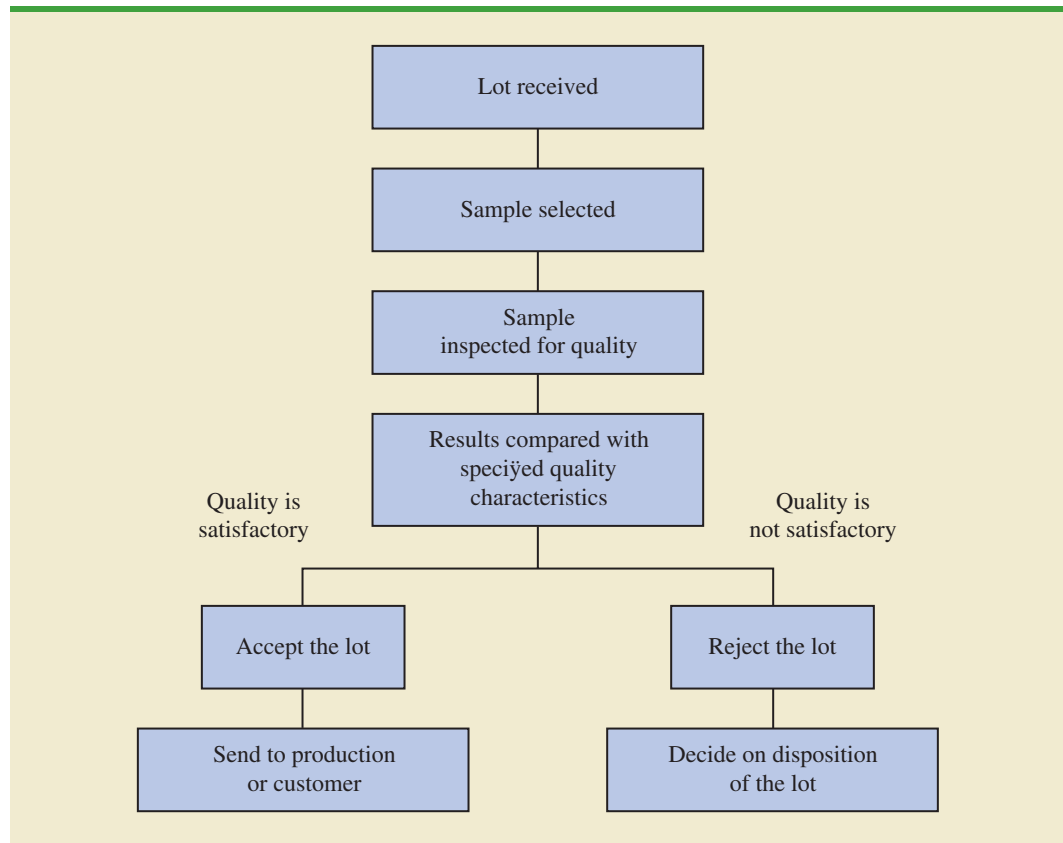 Lot received
Sample selected
Sample
inspected for quality
Results compared with
speciÿed quality
characteristics
Quality is
satisfactory
Quality is
not satisfactory
Accept the lot
Reject the lot
Send to production
or customer
Decide on disposition
of the lot